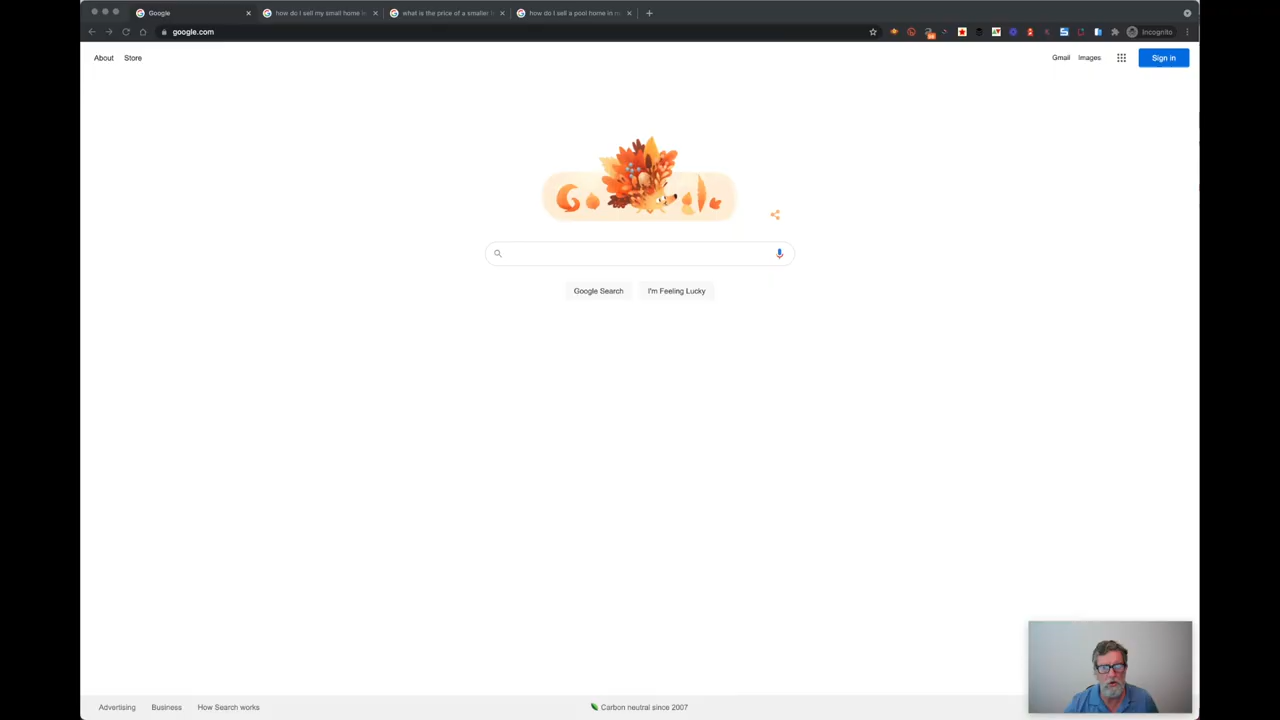 Google
how do I sell my small home i
what is the price of a smaller h
how do I sell a pool home in r
google.com
Incognito
About
Store
Gmail
Images
Sign in
Google Search
I'm Feeling Lucky
Advertising
Business
How Search works
Carbon neutral since 2007